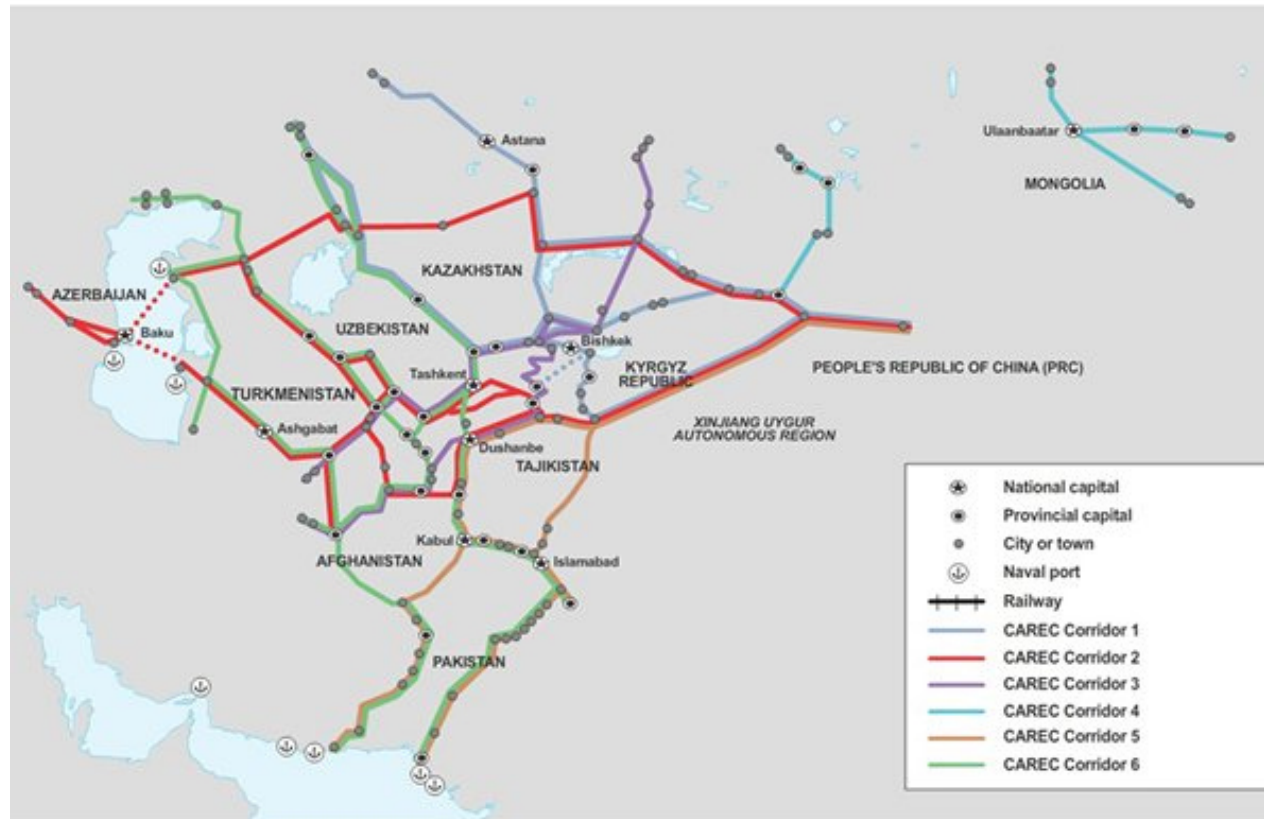 Astana
Ulaanbaatar
MONGOLIA
KAZAKHSTAN
AZERBAIJAN
Baku
UZBEKISTAN
Bishkek
KYRGYZ
REPUBLIC
PEOPLE'S REPUBLIC OF CHINA (PRC)
Tashkent
TURKMENISTAN
XINJIANG UYGUR
AUTONOMOUS REGION
Ashgabat
Dushanbe
TAJIKISTAN
Kabul
AFGHANISTAN
Islamabad
PAKISTAN
National capital
Provincial capital
City or town
Naval port
Railway
CAREC Corridor 1
CAREC Corridor 2
CAREC Corridor 3
CAREC Corridor 4
CAREC Corridor 5
CAREC Corridor 6